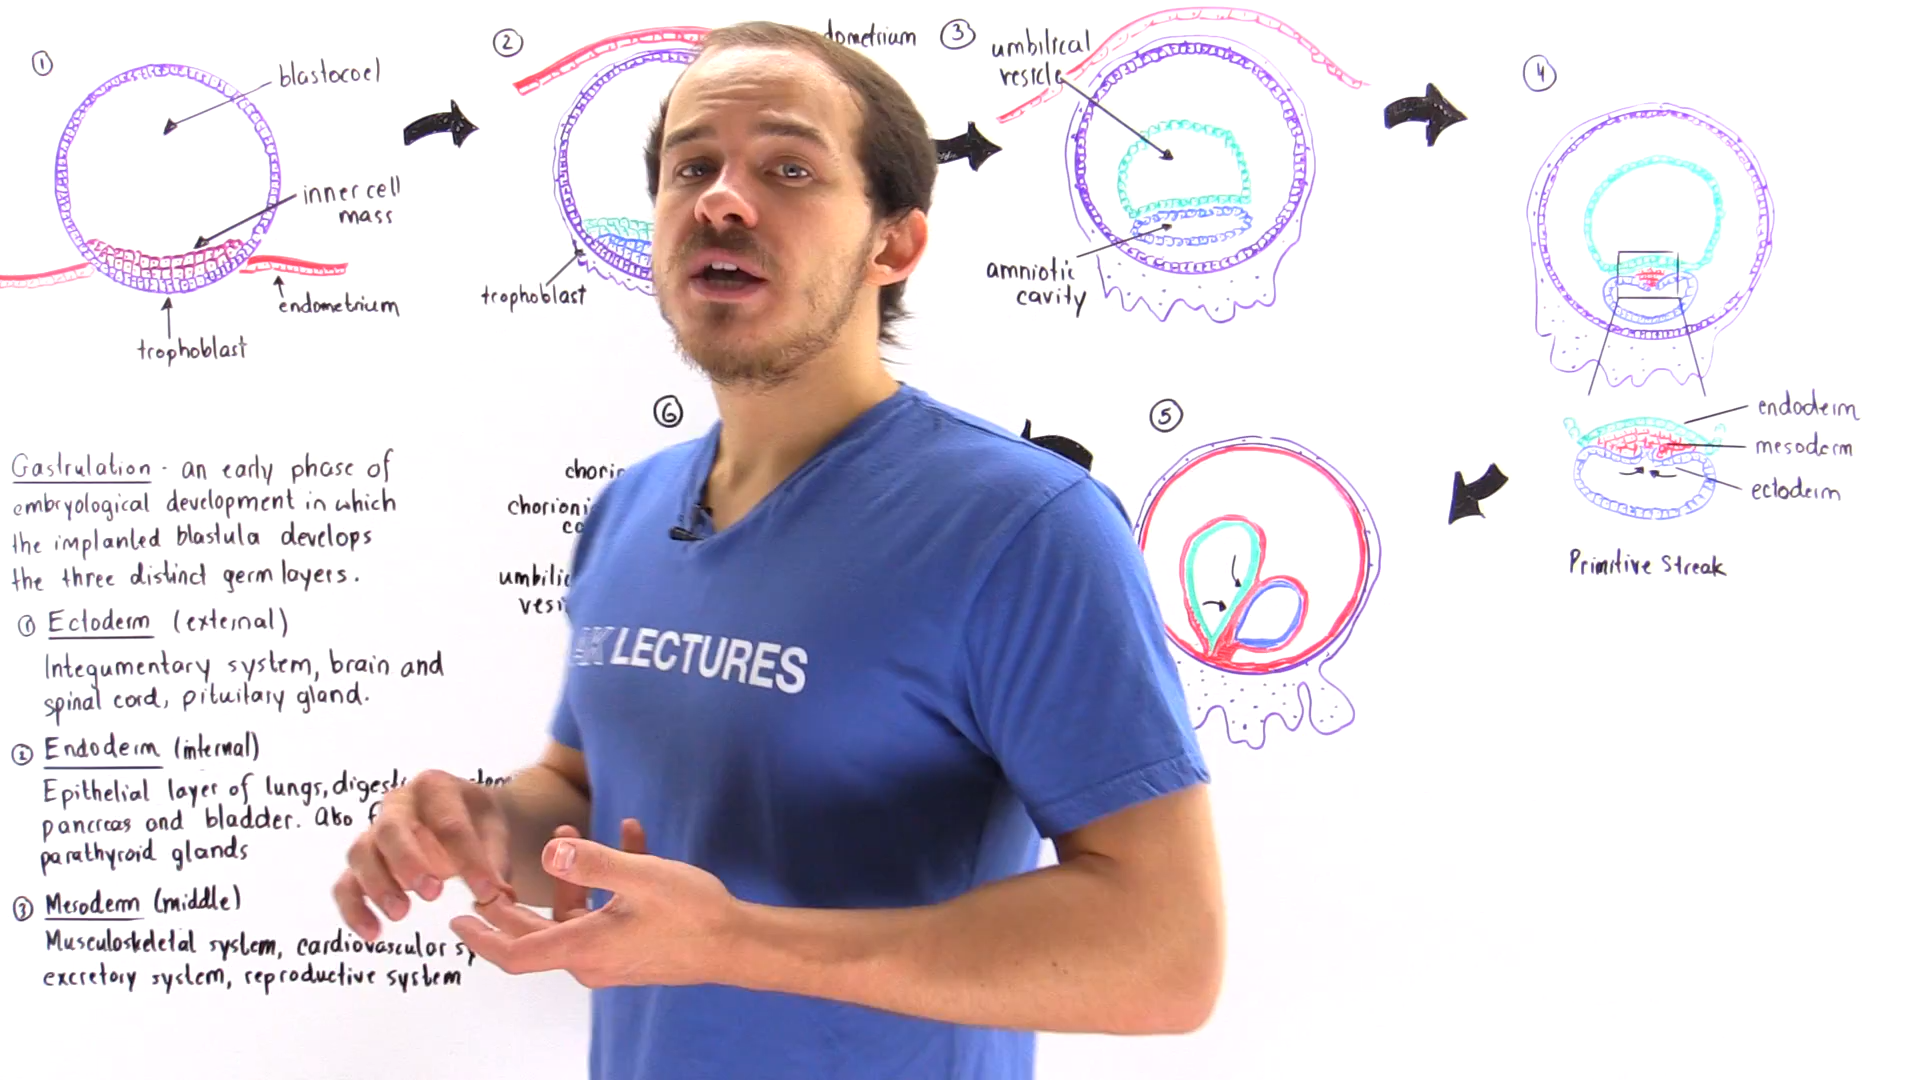 ①
blastocoel
inner cell
mass
endometrium
trophoblast
②
trophoblast
③
umbilical
vesicle
amniotic
cavity
④
endoderm
mesoderm
ectoderm
Primitive Streak
⑤
⑥
Gastrulation - an early phase of
embryological development in which
the implanted blastula develops
the three distinct germ layers.
① Ectoderm (external)
Integumentary system, brain and
spinal cord, pituitary gland.
② Endoderm (internal)
Epithelial layer of lungs,
pancreas and bladder. Also
parathyroid glands
③ Mesoderm (middle)
Musculoskeletal system, cardiovascular
excretory system, reproductive system
AK LECTURES